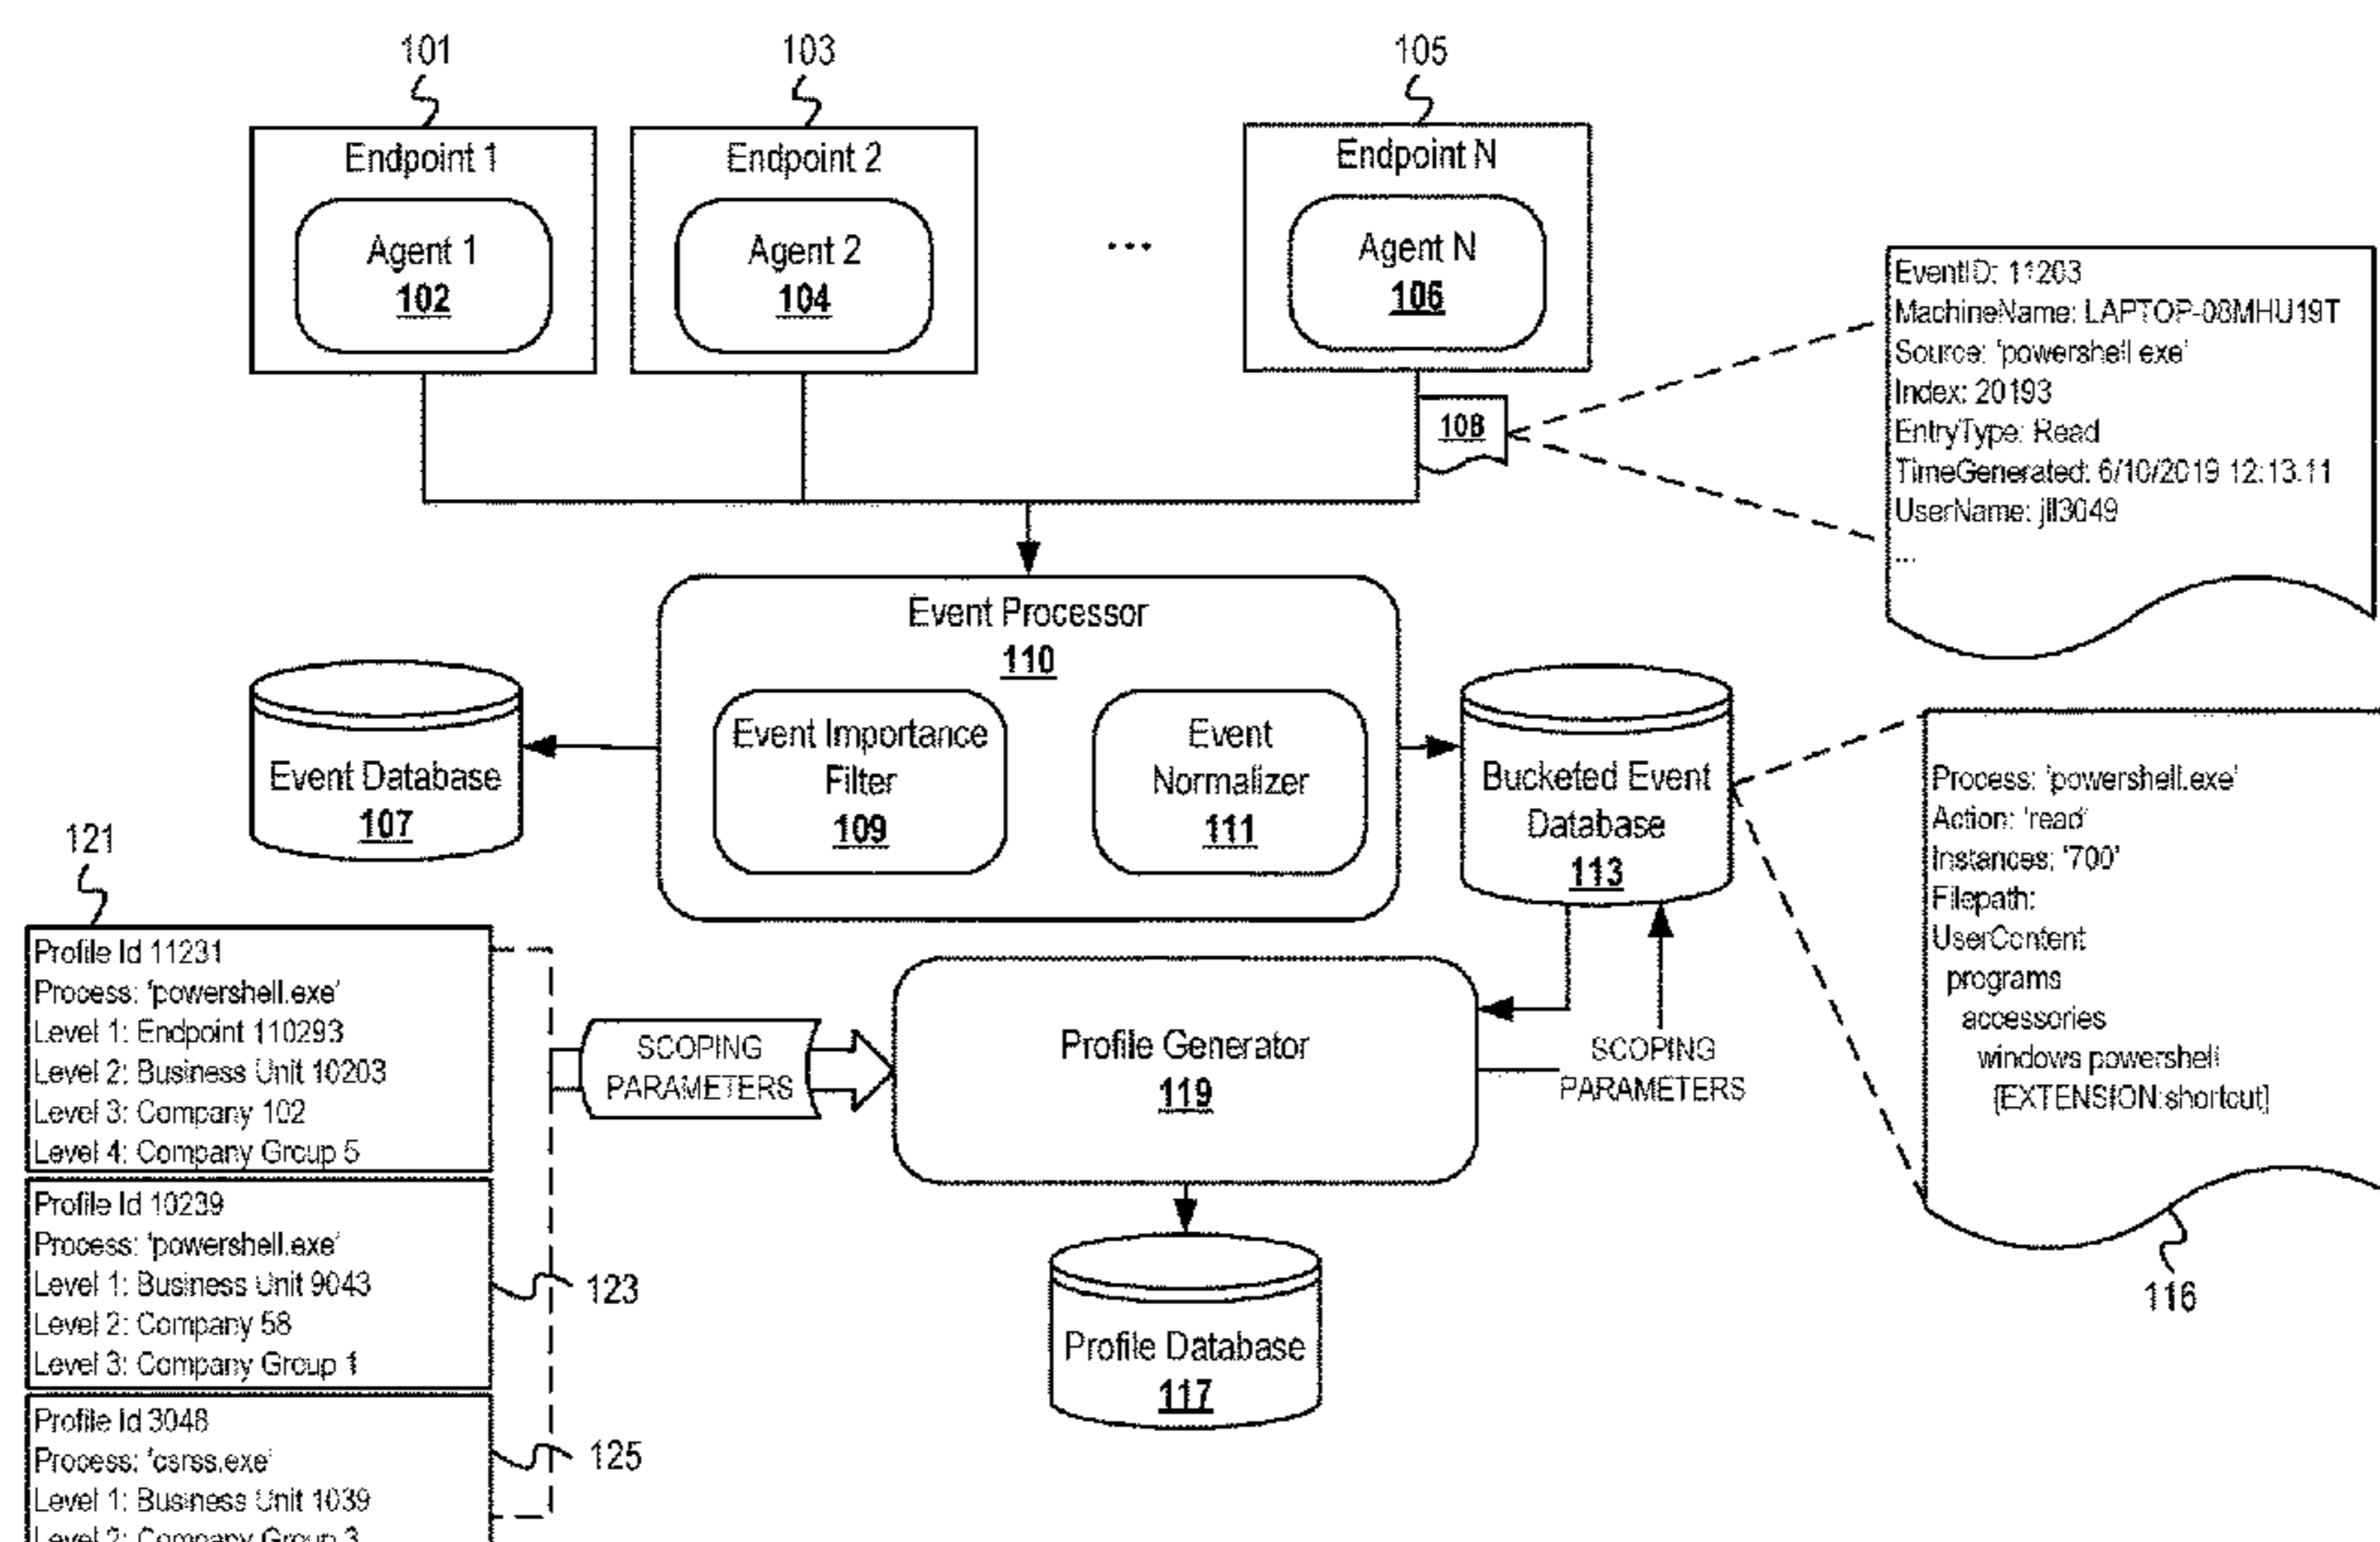 101
103
105
Endpoint 1
Agent 1
102
Endpoint 2
Agent 2
104
...
Endpoint N
Agent N
106
108
EventID: 11203
MachineName: LAPTOP-08MHU19T
Source: 'powershell.exe'
Index: 20193
EntryType: Read
TimeGenerated: 6/10/2019 12:13.11
UserName: jll3049
...
Event Processor
110
Event Importance
Filter
109
Event
Normalizer
111
Event Database
107
Bucketed Event
Database
113
Process: 'powershell.exe'
Action: 'read'
Instances: '700'
Filepath:
UserContent
programs
accessories
windows powershell
[EXTENSION:shortcut]
116
121
Profile Id 11231
Process: 'powershell.exe'
Level 1: Endpoint 110293
Level 2: Business Unit 10203
Level 3: Company 102
Level 4: Company Group 5
Profile Id 10239
Process: 'powershell.exe'
Level 1: Business Unit 9043
Level 2: Company 58
Level 3: Company Group 1
123
Profile Id 3048
Process: 'csrss.exe'
Level 1: Business Unit 1039
Level 2: Company Group 3
125
SCOPING
PARAMETERS
Profile Generator
119
SCOPING
PARAMETERS
Profile Database
117